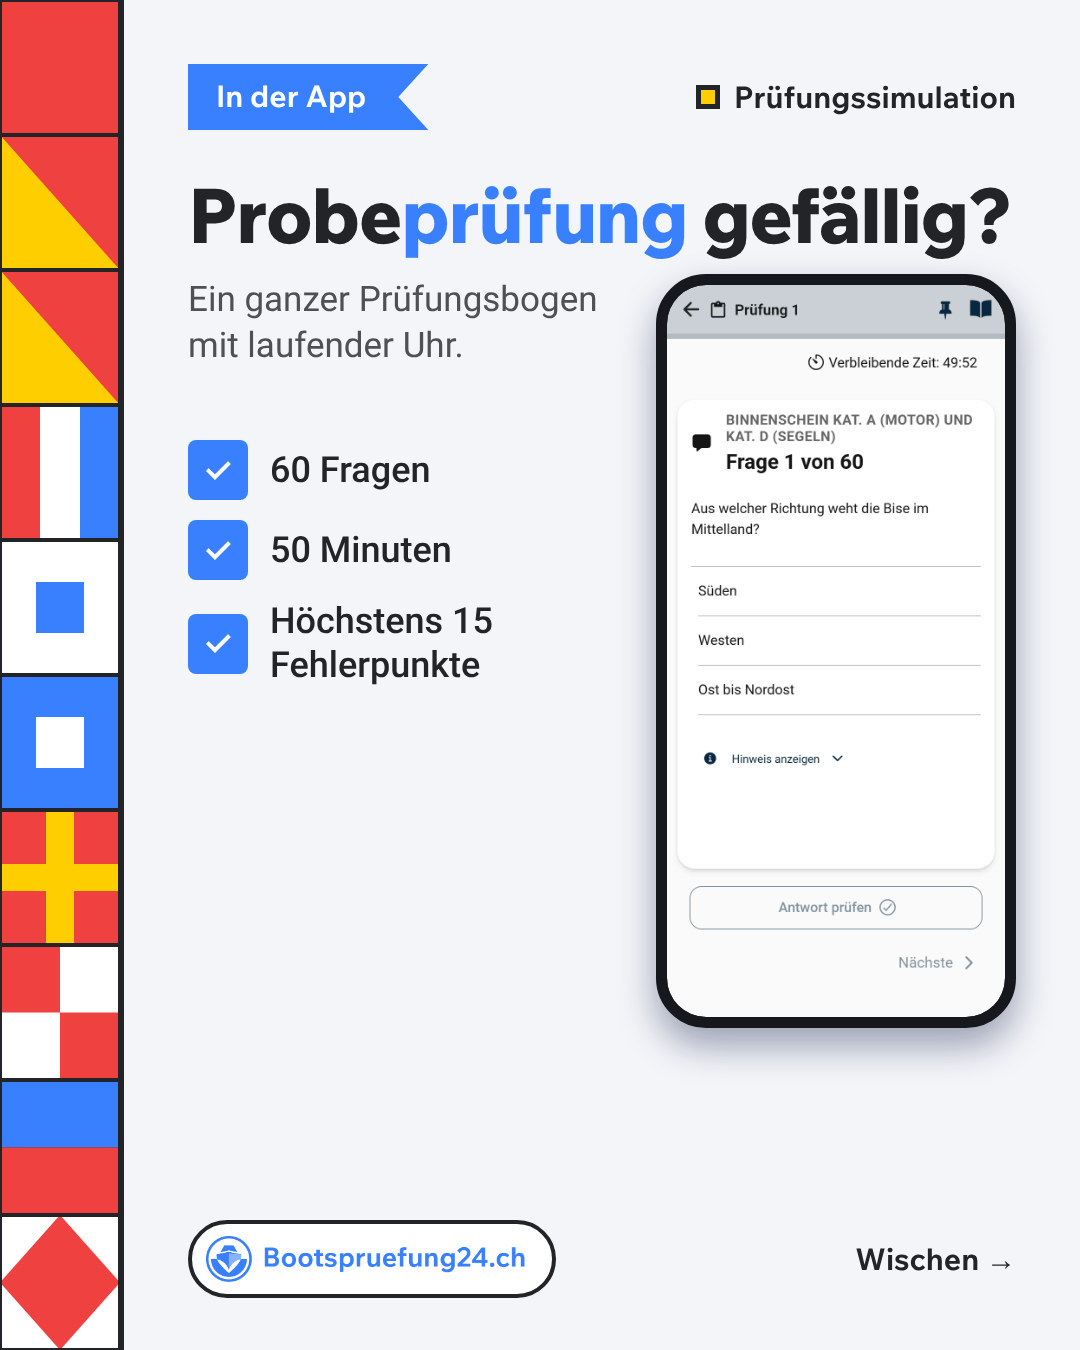 In der App
Prüfungssimulation
Probeprüfung gefällig?
Ein ganzer Prüfungsbogen
mit laufender Uhr.
60 Fragen
50 Minuten
Höchstens 15
Fehlerpunkte
Prüfung 1
Verbleibende Zeit: 49:52
BINNENSCHEIN KAT. A (MOTOR) UND
KAT. D (SEGELN)
Frage 1 von 60
Aus welcher Richtung weht die Bise im
Mittelland?
Süden
Westen
Ost bis Nordost
Hinweis anzeigen
Antwort prüfen
Nächste
Bootspruefung24.ch
Wischen →